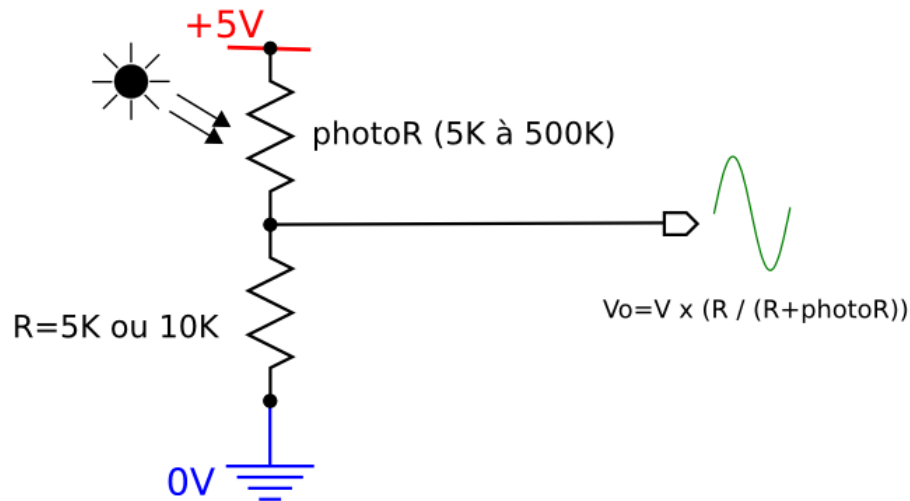 +5V
photoR (5K à 500K)
R=5K ou 10K
Vo=V x (R / (R+photoR))
0V